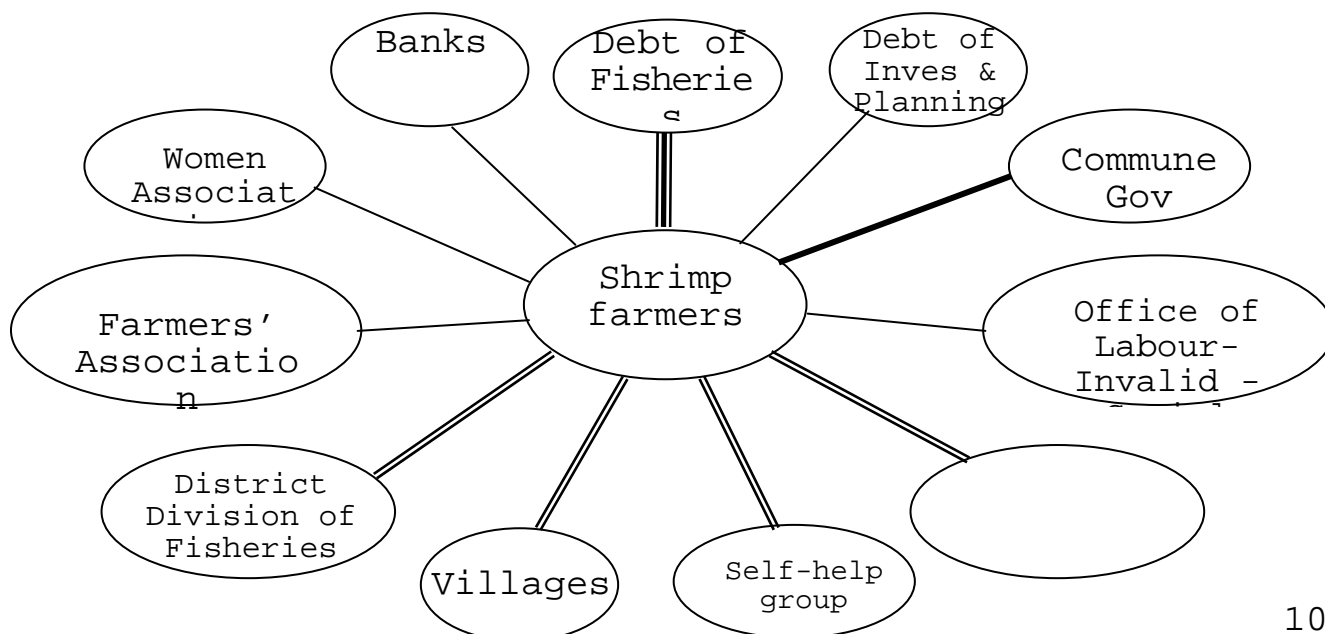 Banks
Debt of
Fisherie
s
Debt of
Inves &
Planning
Women
Associat
Commune
Gov
Shrimp
farmers
Farmers’
Associatio
n
Office of
Labour-
Invalid -
District
Division of
Fisheries
Villages
Self-help
group
10